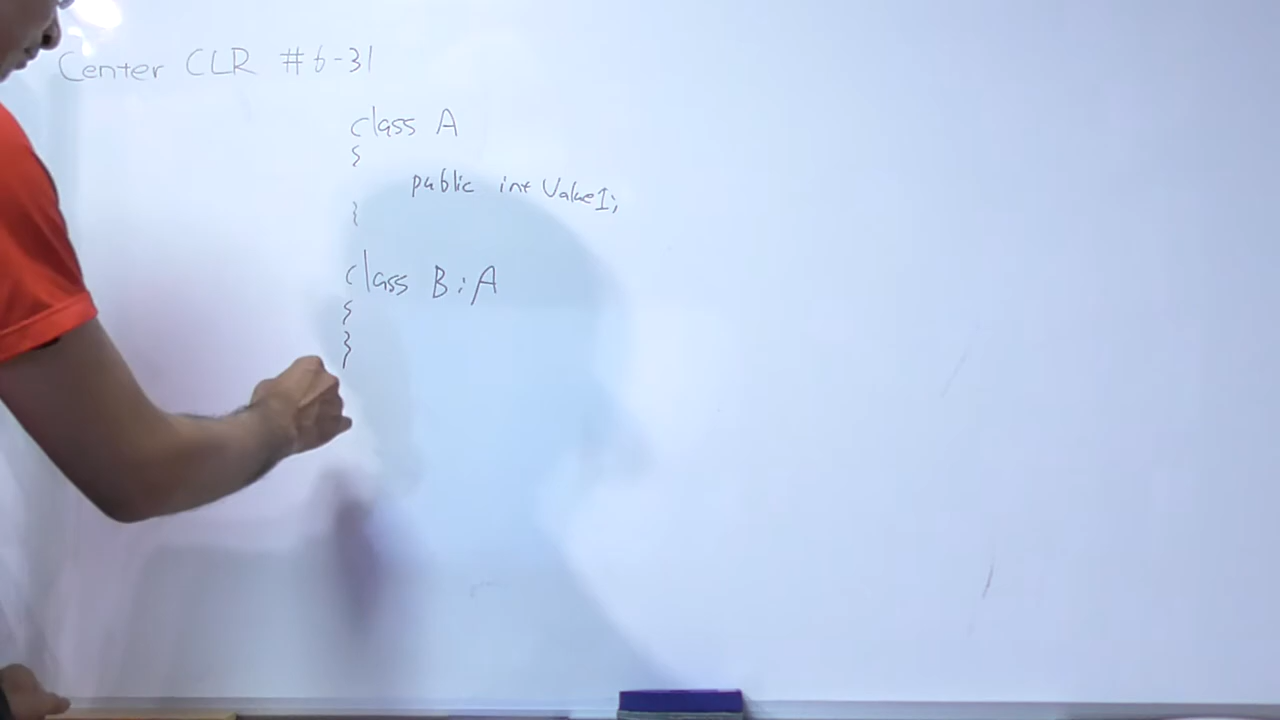 Center CLR #6-31
class A
{
public int Value1;
}
class B : A
{
}